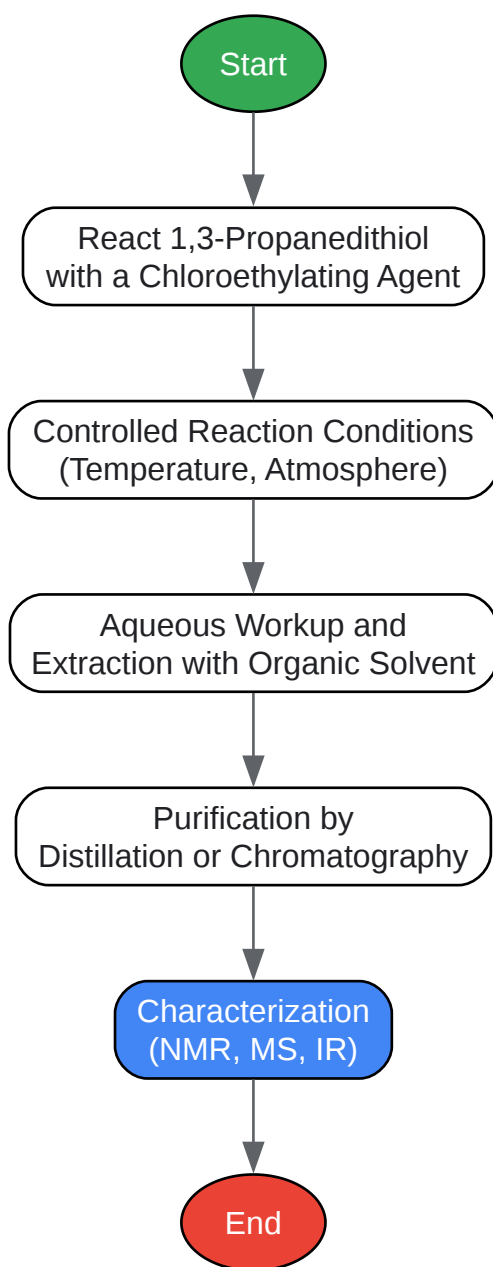 Start
React 1,3-Propanedithiol
with a Chloroethylating Agent
Controlled Reaction Conditions
(Temperature, Atmosphere)
Aqueous Workup and
Extraction with Organic Solvent
Purification by
Distillation or Chromatography
Characterization
(NMR, MS, IR)
End